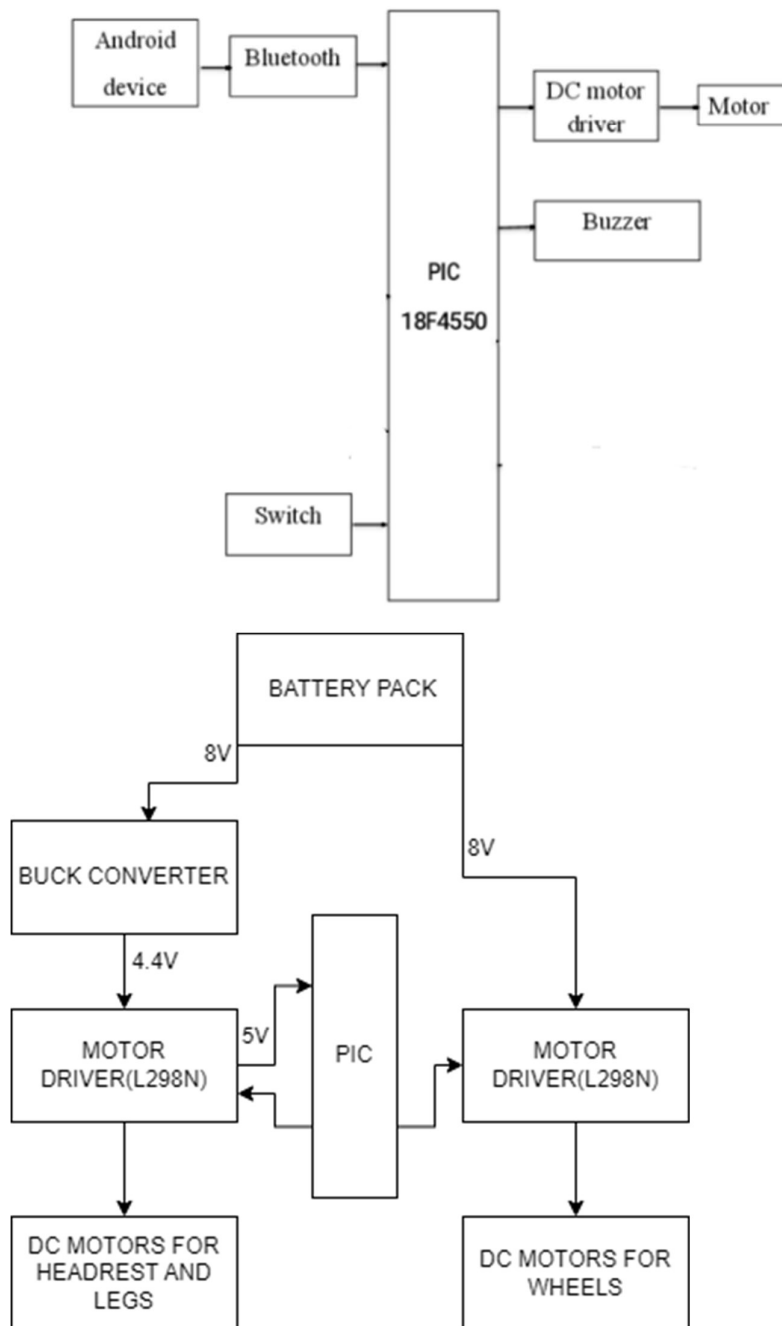 Android
device
Bluetooth
DC motor
driver
Motor
Buzzer
PIC
18F4550
Switch
BATTERY PACK
8V
8V
BUCK CONVERTER
4.4V
MOTOR
DRIVER(L298N)
5V
PIC
MOTOR
DRIVER(L298N)
DC MOTORS FOR
HEADREST AND
LEGS
DC MOTORS FOR
WHEELS